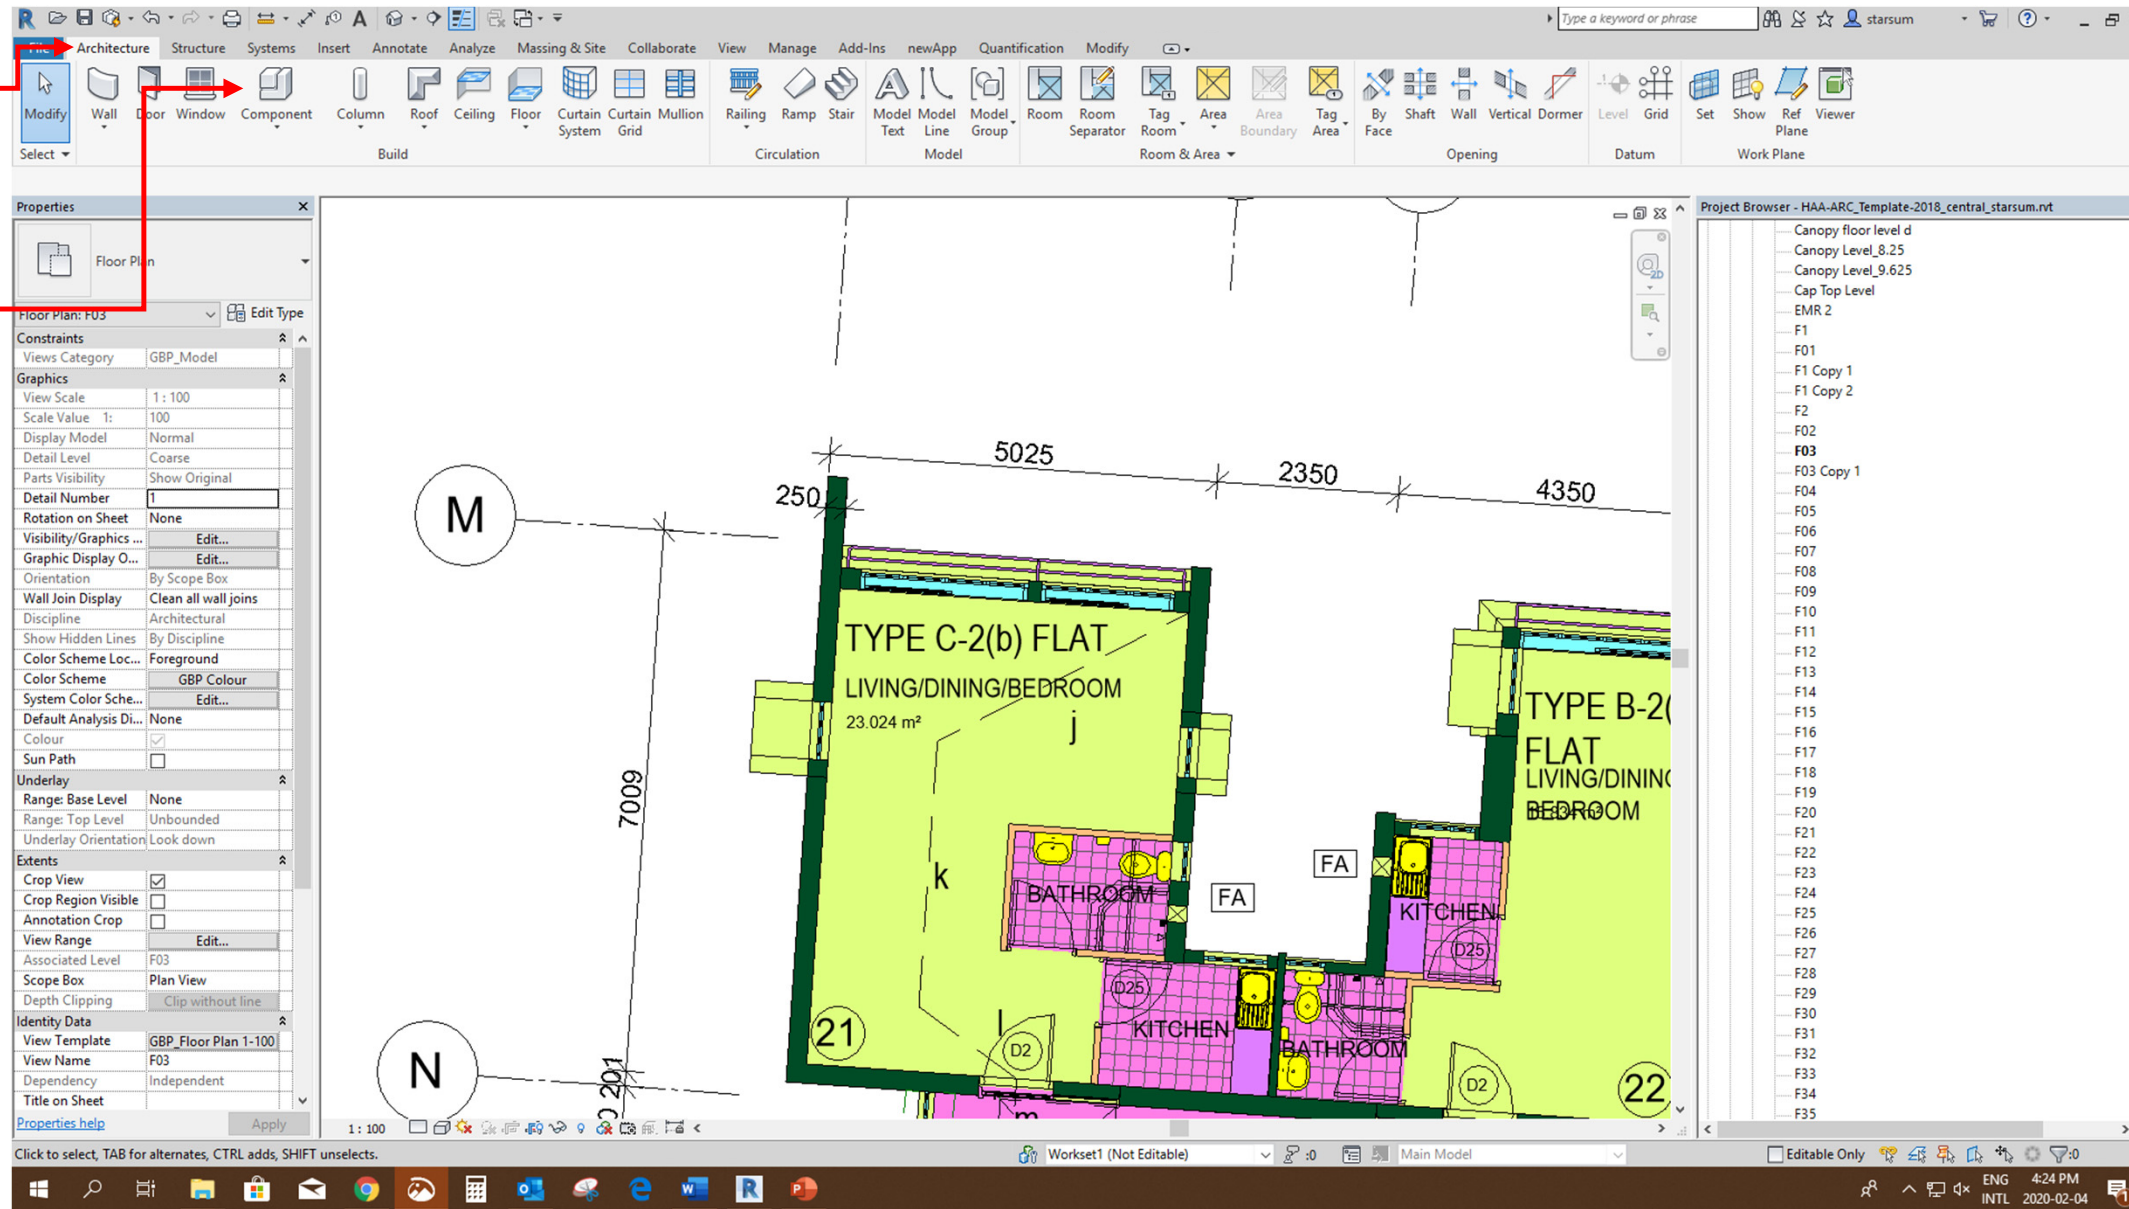 Type a keyword or phrase
starsum
File Architecture Structure Systems Insert Annotate Analyze Massing & Site Collaborate View Manage Add-Ins newApp Quantification Modify
Modify Wall Door Window Component Column Roof Ceiling Floor Curtain System Curtain Grid Mullion Railing Ramp Stair Model Text Model Line Model Group Room Room Separator Tag Room Area Area Boundary Tag Area By Face Shaft Wall Vertical Dormer Level Grid Set Show Ref Plane Viewer
Select Build Circulation Model Room & Area Opening Datum Work Plane
Properties
Floor Plan
Floor Plan: F03 Edit Type
Constraints
Views Category GBP_Model
Graphics
View Scale 1 : 100
Scale Value 1: 100
Display Model Normal
Detail Level Coarse
Parts Visibility Show Original
Detail Number 1
Rotation on Sheet None
Visibility/Graphics ... Edit...
Graphic Display O... Edit...
Orientation By Scope Box
Wall Join Display Clean all wall joins
Discipline Architectural
Show Hidden Lines By Discipline
Color Scheme Loc... Foreground
Color Scheme GBP Colour
System Color Sche... Edit...
Default Analysis Di... None
Colour
Sun Path
Underlay
Range: Base Level None
Range: Top Level Unbounded
Underlay Orientation Look down
Extents
Crop View
Crop Region Visible
Annotation Crop
View Range Edit...
Associated Level F03
Scope Box Plan View
Depth Clipping Clip without line
Identity Data
View Template GBP_Floor Plan 1-100
View Name F03
Dependency Independent
Title on Sheet
Properties help Apply
2D
5025
2350
4350
250
M
7009
TYPE C-2(b) FLAT
LIVING/DINING/BEDROOM
23.024 m²
j
k
l
m
BATHROOM
FA
FA
TYPE B-2(
FLAT
LIVING/DINING
BEDROOM
KITCHEN
D25
D25
KITCHEN
BATHROOM
21
D2
D2
22
N
201
Project Browser - HAA-ARC_Template-2018_central_starsum.rvt
Canopy floor level d
Canopy Level_8.25
Canopy Level_9.625
Cap Top Level
EMR 2
F1
F01
F1 Copy 1
F1 Copy 2
F2
F02
F03
F03 Copy 1
F04
F05
F06
F07
F08
F09
F10
F11
F12
F13
F14
F15
F16
F17
F18
F19
F20
F21
F22
F23
F24
F25
F26
F27
F28
F29
F30
F31
F32
F33
F34
F35
1 : 100
Click to select, TAB for alternates, CTRL adds, SHIFT unselects.
Workset1 (Not Editable) :0 Main Model Editable Only :0
ENG 4:24 PM
INTL 2020-02-04